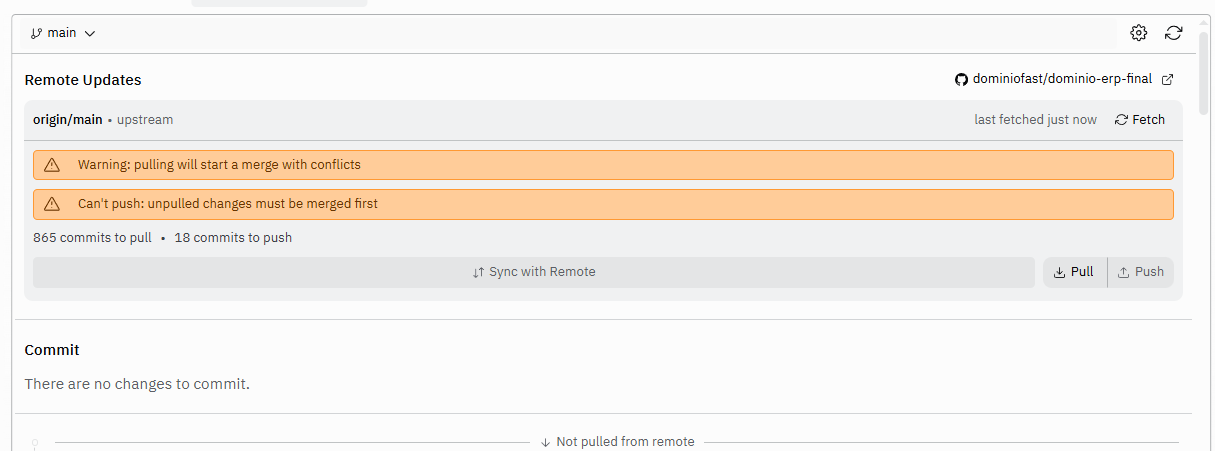 main
Remote Updates
dominiofast/dominio-erp-final
origin/main • upstream
last fetched just now
Fetch
Warning: pulling will start a merge with conflicts
Can't push: unpulled changes must be merged first
865 commits to pull • 18 commits to push
Sync with Remote
Pull
Push
Commit
There are no changes to commit.
Not pulled from remote